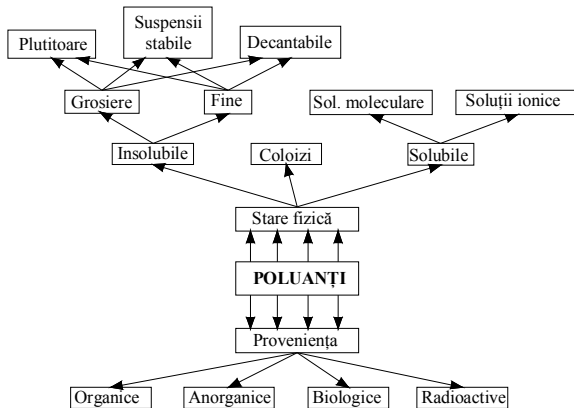 Suspensii
stabile
Plutitoare
Decantabile
Grosiere
Fine
Sol. moleculare
Soluții ionice
Insolubile
Coloizi
Solubile
Stare fizică
POLUANȚI
Proveniența
Organice
Anorganice
Biologice
Radioactive